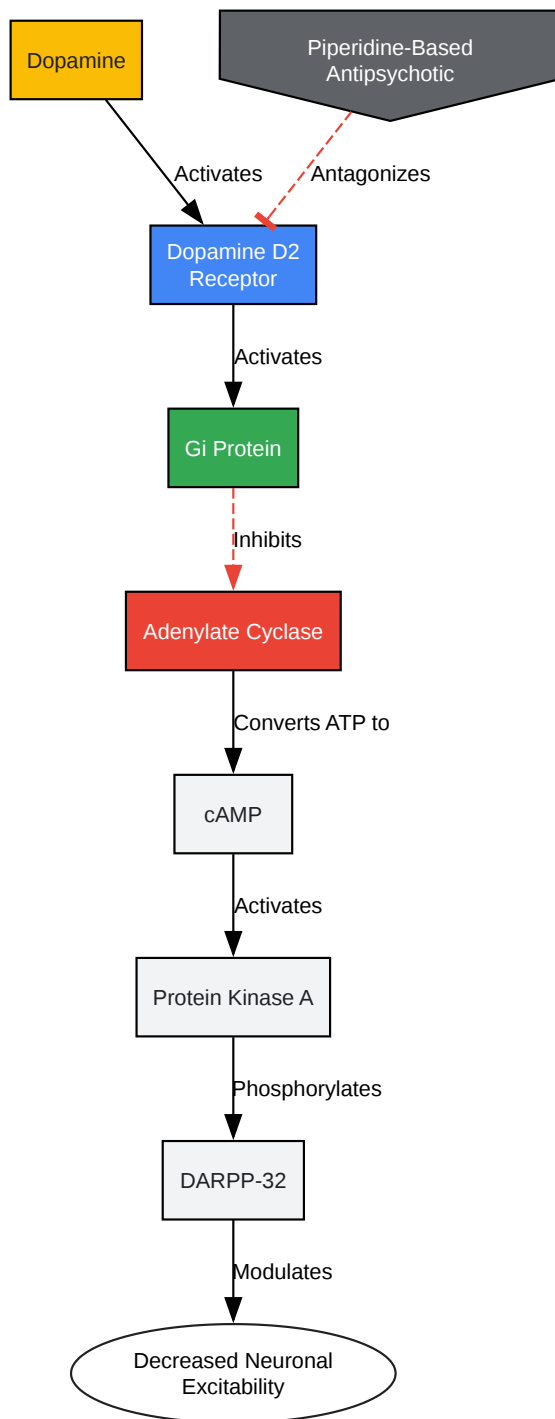 Dopamine
Piperidine-Based
Antipsychotic
Activates
Antagonizes
Dopamine D2
Receptor
Activates
Gi Protein
Inhibits
Adenylate Cyclase
Converts ATP to
cAMP
Activates
Protein Kinase A
Phosphorylates
DARPP-32
Modulates
Decreased Neuronal
Excitability